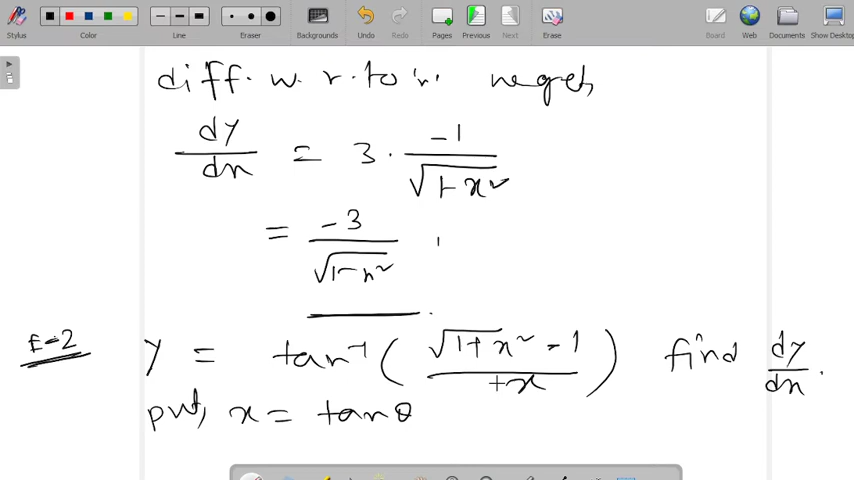 Stylus
Color
Line
Eraser
Backgrounds
Undo
Redo
Pages
Previous
Next
Erase
Board
Web
Documents
Show Desktop
diff. w. r. to x.
dy/dx = 3 · -1/√1-x²
= -3/√1-x² .
E-2 y = tan⁻¹ ( √1+x² - 1 / +x ) find dy/dx .
put, x = tanθ